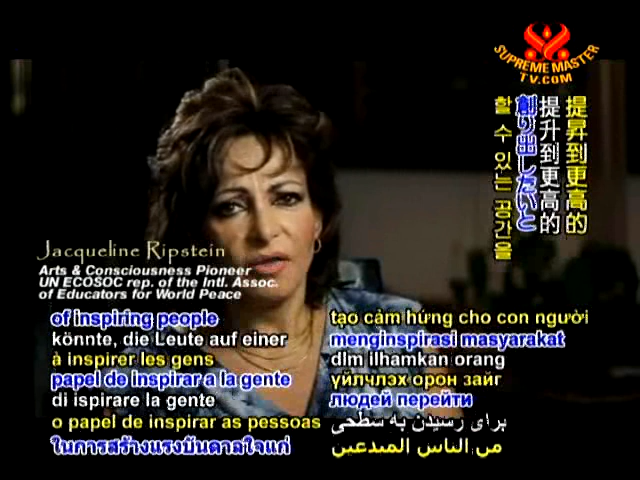 SUPREME MASTER
TV.COM
提昇到更高的
提升到更高的
創り出したいと
할 수 있는 공간을
Jacqueline Ripstein
Arts & Consciousness Pioneer
UN ECOSOC rep. of the Intl. Assoc.
of Educators for World Peace
of inspiring people
könnte, die Leute auf einer
à inspirer les gens
papel de inspirar a la gente
di ispirare la gente
o papel de inspirar as pessoas
ในการสร้างแรงบันดาลใจแก่
tạo cảm hứng cho con người
menginspirasi masyarakat
dlm ilhamkan orang
үйлчлэх орон зайг
людей перейти
برای رسیدن به سطحی
من الناس المبدعين